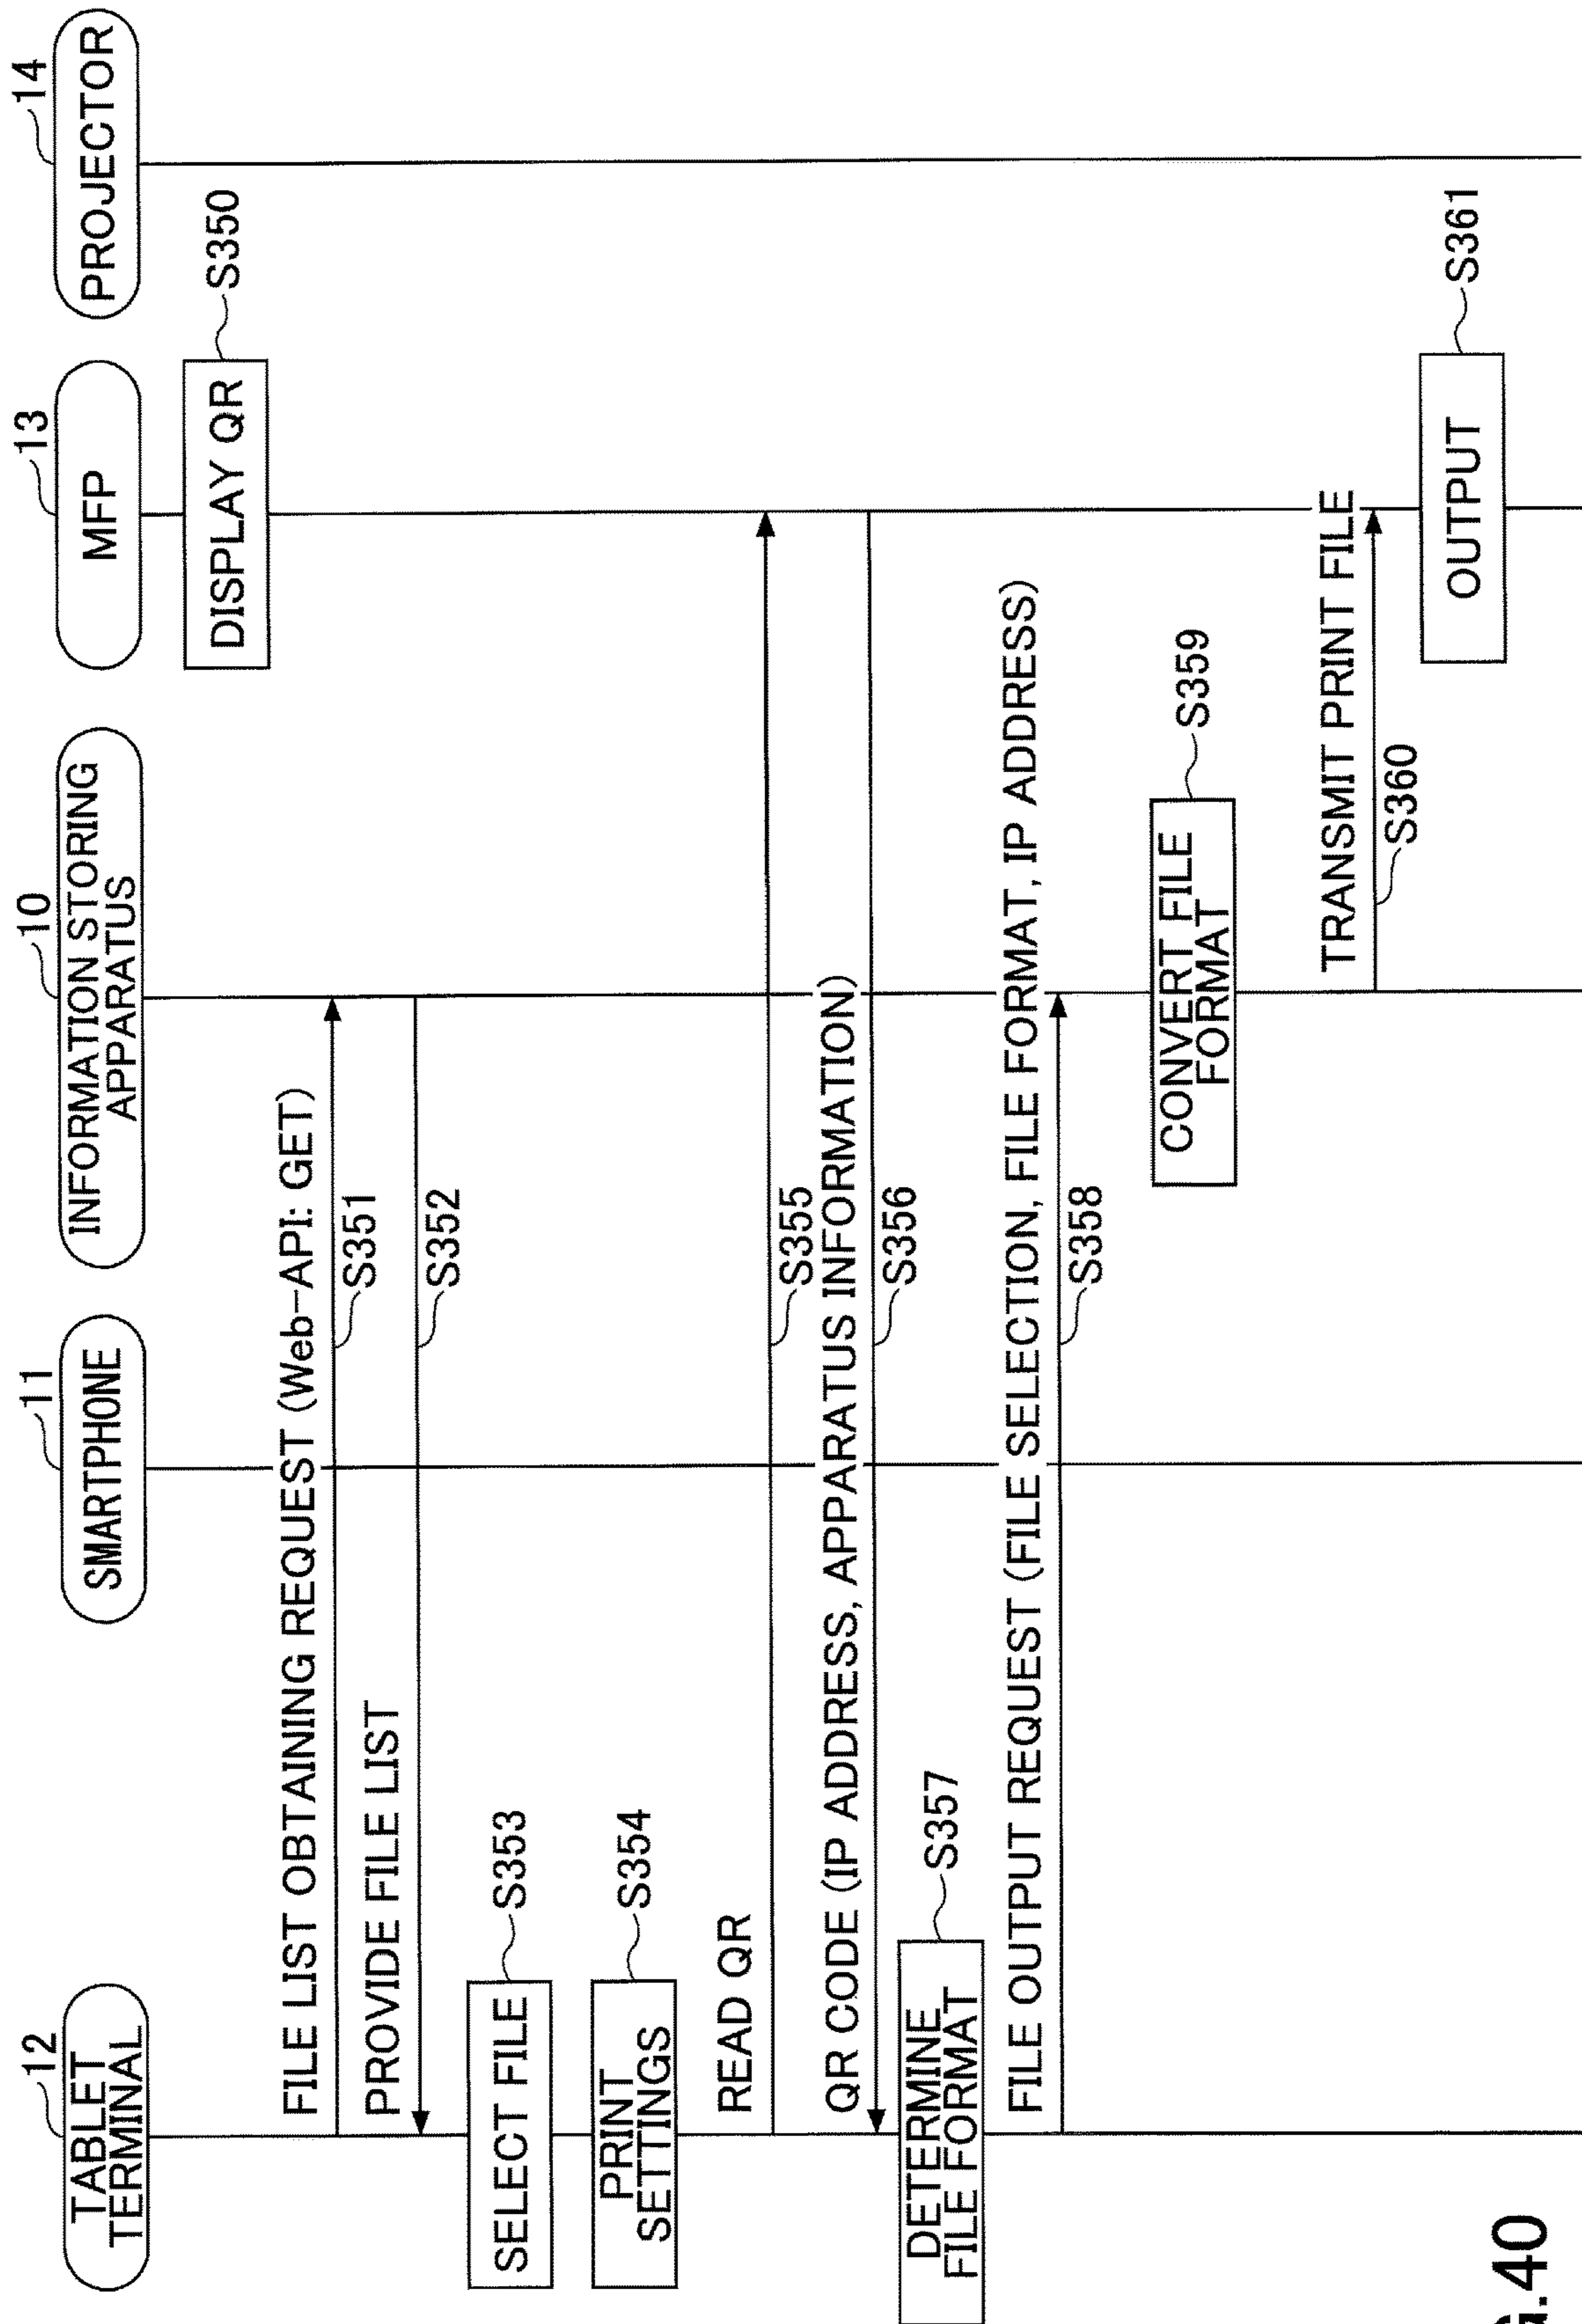 12
TABLET
TERMINAL
11
SMARTPHONE
10
INFORMATION STORING
APPARATUS
13
MFP
14
PROJECTOR
DISPLAY QR
S350
FILE LIST OBTAINING REQUEST (Web-API: GET)
S351
PROVIDE FILE LIST
S352
SELECT FILE
S353
PRINT
SETTINGS
S354
READ QR
S355
QR CODE (IP ADDRESS, APPARATUS INFORMATION)
S356
DETERMINE
FILE FORMAT
S357
FILE OUTPUT REQUEST (FILE SELECTION, FILE FORMAT, IP ADDRESS)
S358
CONVERT FILE
FORMAT
S359
TRANSMIT PRINT FILE
S360
OUTPUT
S361
G.40